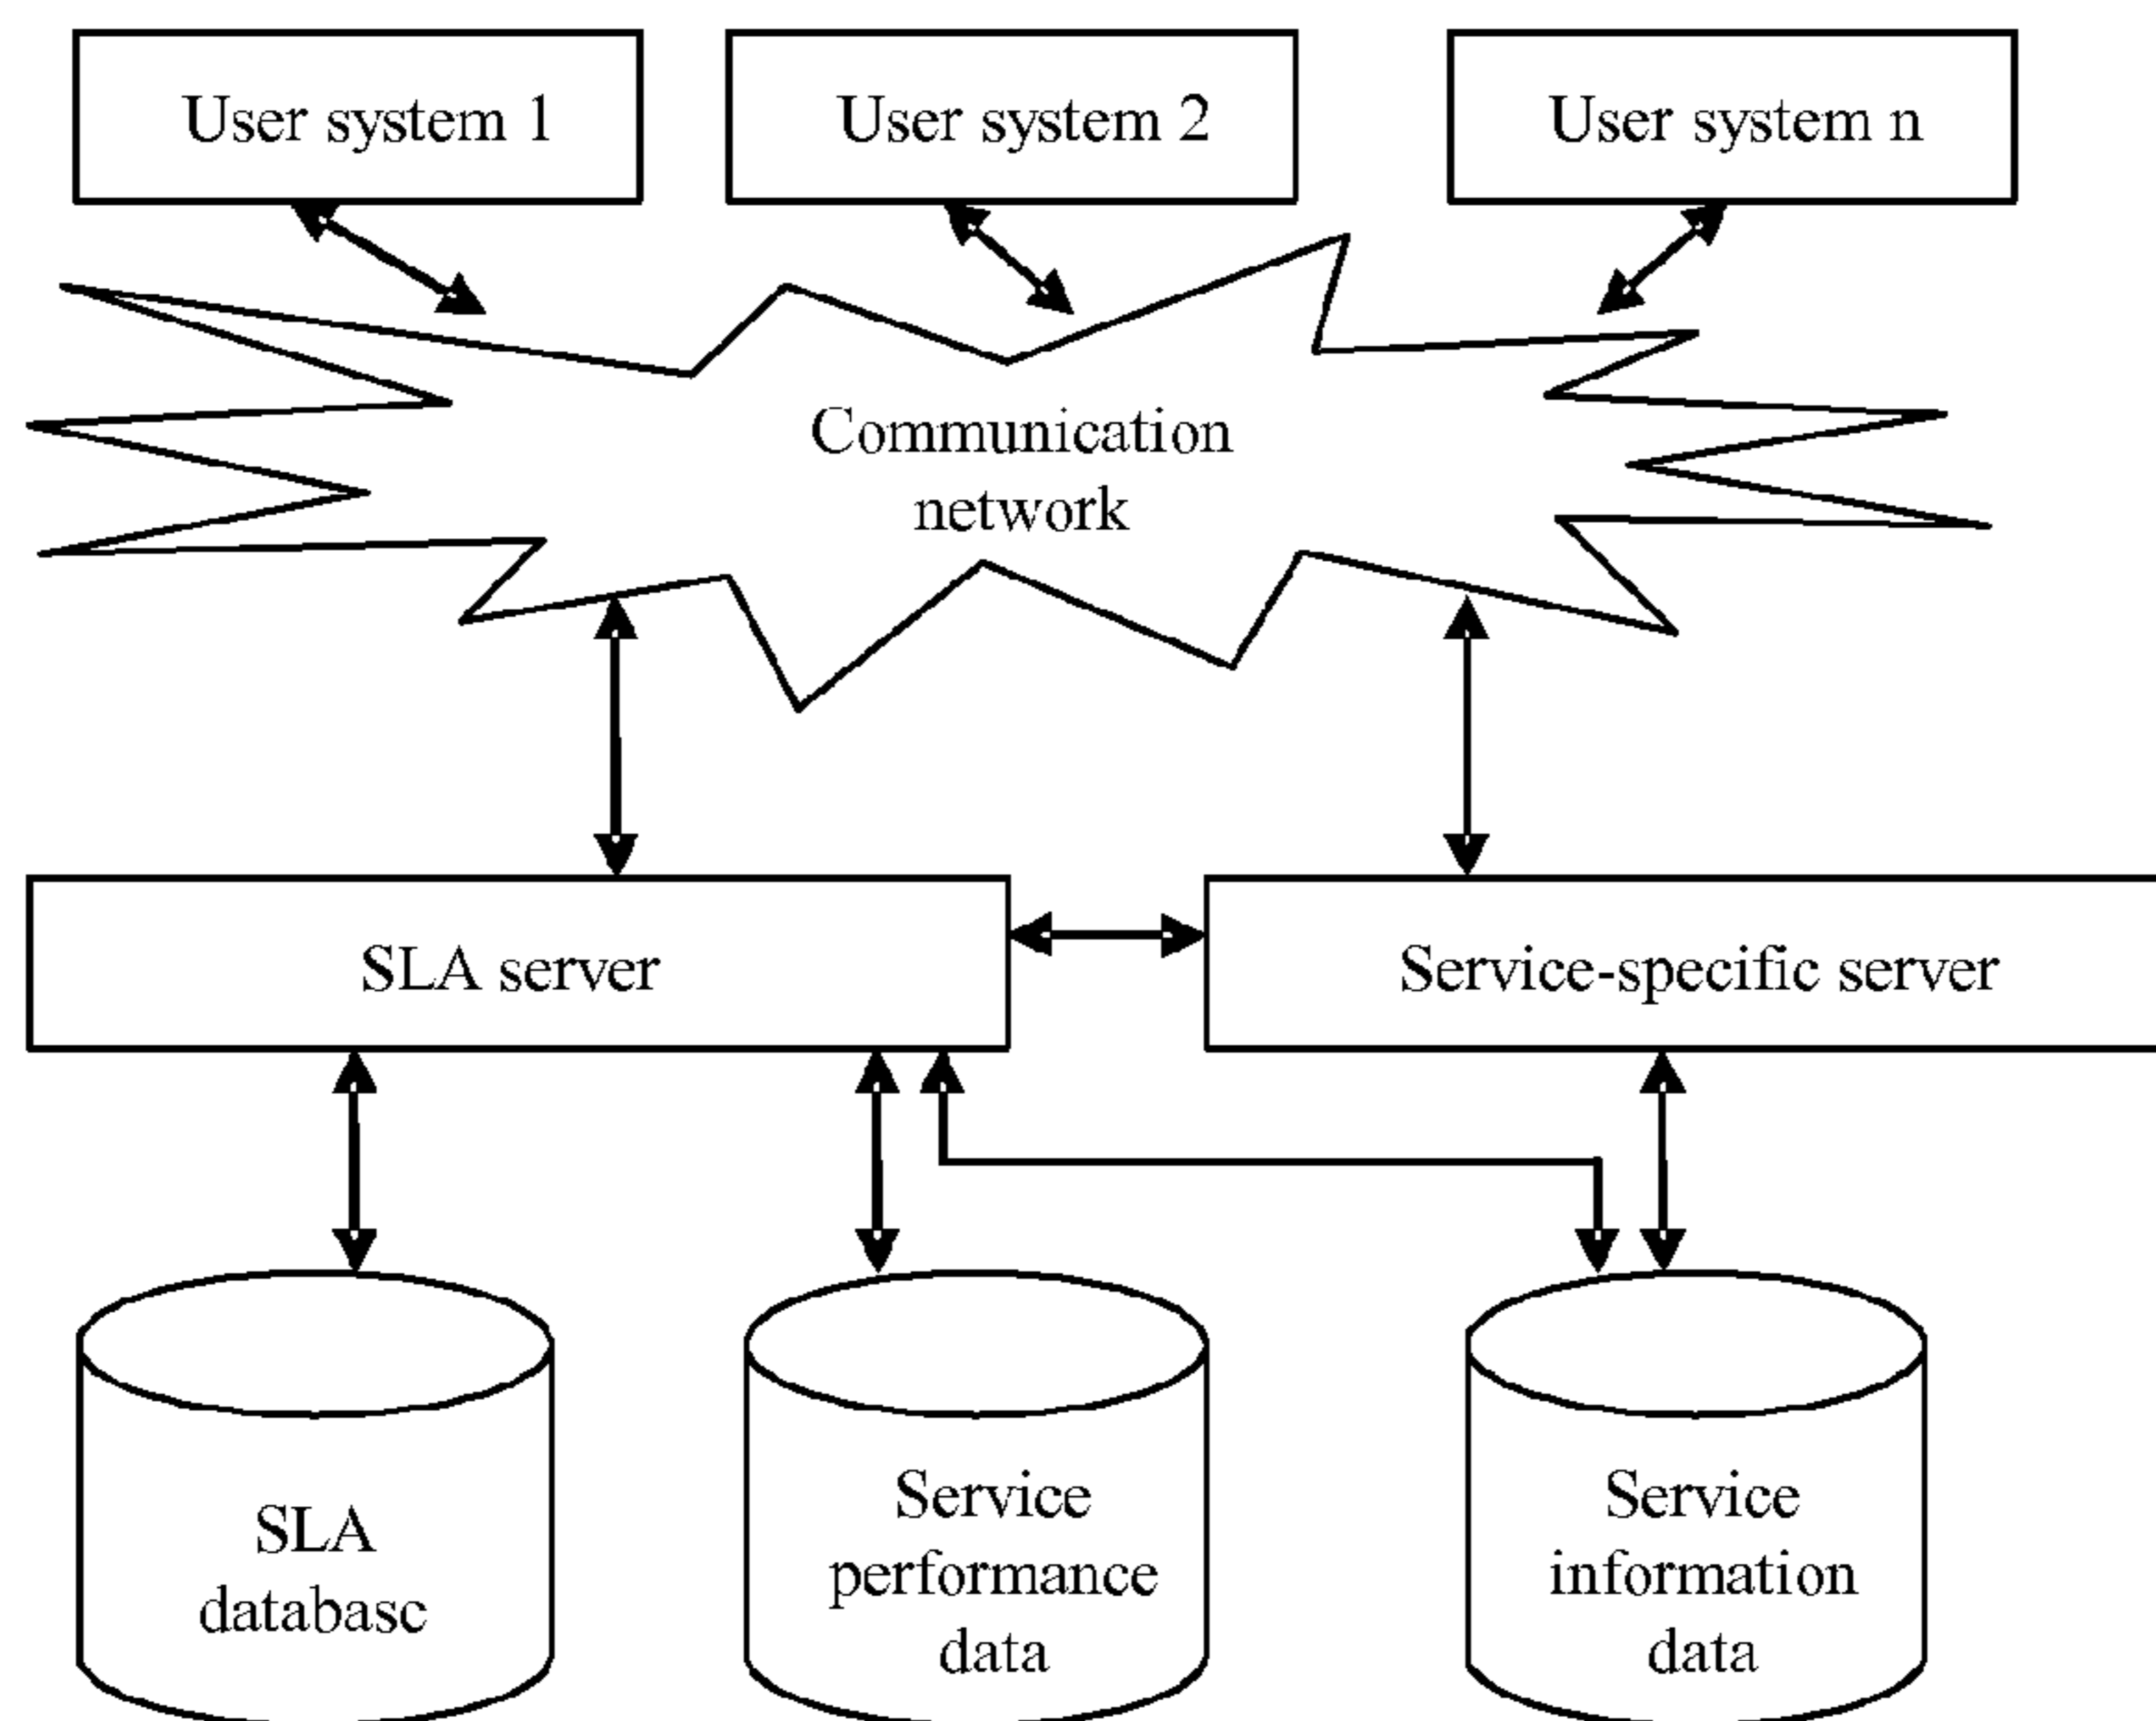 User system 1
User system 2
User system n
Communication
network
SLA server
Service-specific server
SLA
database
Service
performance
data
Service
information
data